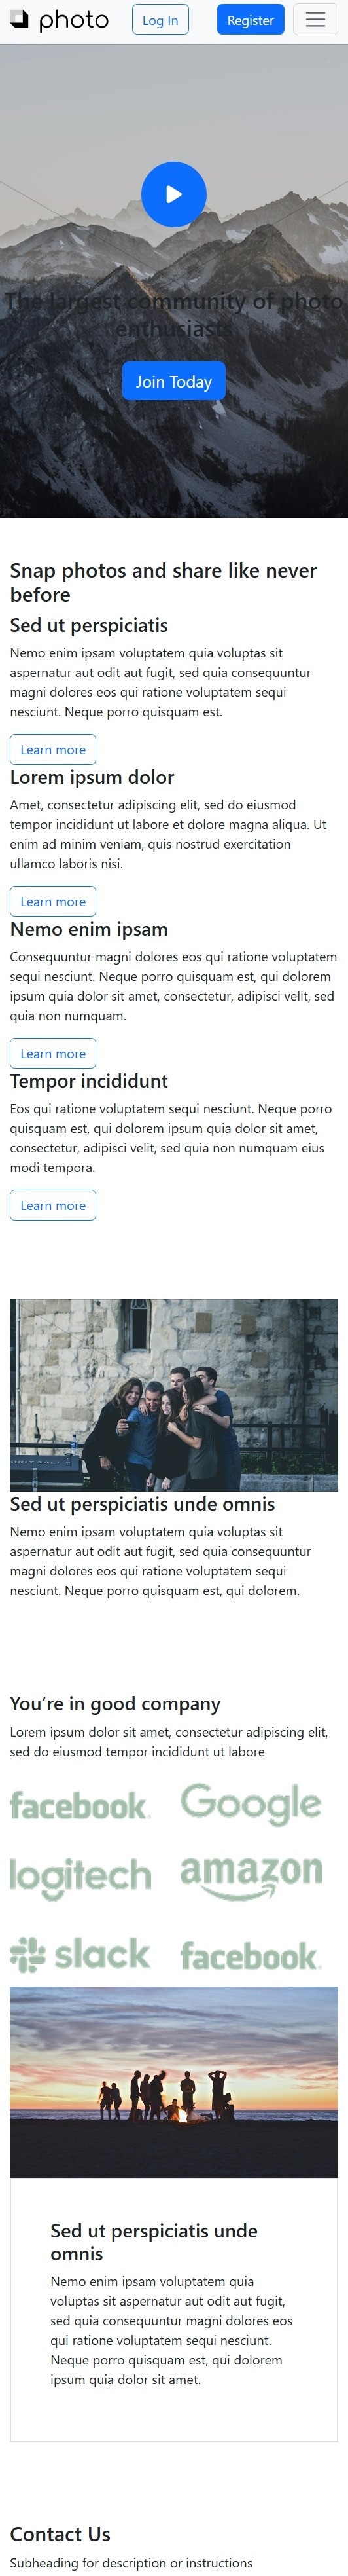 photo
Log In
Register
The largest community of photo
enthusiasts
Join Today
Snap photos and share like never
before
Sed ut perspiciatis
Nemo enim ipsam voluptatem quia voluptas sit
aspernatur aut odit aut fugit, sed quia consequuntur
magni dolores eos qui ratione voluptatem sequi
nesciunt. Neque porro quisquam est.
Learn more
Lorem ipsum dolor
Amet, consectetur adipiscing elit, sed do eiusmod
tempor incididunt ut labore et dolore magna aliqua. Ut
enim ad minim veniam, quis nostrud exercitation
ullamco laboris nisi.
Learn more
Nemo enim ipsam
Consequuntur magni dolores eos qui ratione voluptatem
sequi nesciunt. Neque porro quisquam est, qui dolorem
ipsum quia dolor sit amet, consectetur, adipisci velit, sed
quia non numquam.
Learn more
Tempor incididunt
Eos qui ratione voluptatem sequi nesciunt. Neque porro
quisquam est, qui dolorem ipsum quia dolor sit amet,
consectetur, adipisci velit, sed quia non numquam eius
modi tempora.
Learn more
Sed ut perspiciatis unde omnis
Nemo enim ipsam voluptatem quia voluptas sit
aspernatur aut odit aut fugit, sed quia consequuntur
magni dolores eos qui ratione voluptatem sequi
nesciunt. Neque porro quisquam est, qui dolorem.
You're in good company
Lorem ipsum dolor sit amet, consectetur adipiscing elit,
sed do eiusmod tempor incididunt ut labore
facebook. Google
logitech amazon
slack facebook.
Sed ut perspiciatis unde
omnis
Nemo enim ipsam voluptatem quia
voluptas sit aspernatur aut odit aut fugit,
sed quia consequuntur magni dolores eos
qui ratione voluptatem sequi nesciunt.
Neque porro quisquam est, qui dolorem
ipsum quia dolor sit amet.
Contact Us
Subheading for description or instructions